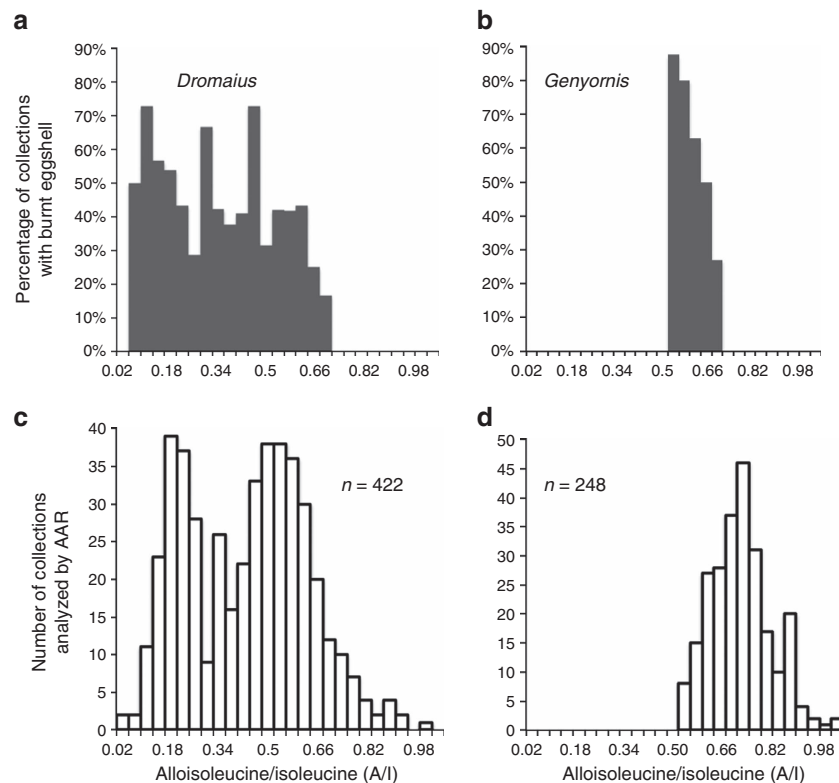 a
b
90%
80%
70%
60%
50%
40%
30%
20%
10%
0%
Dromaius
Percentage of collections
with burnt eggshell
0.02 0.18 0.34 0.5 0.66 0.82 0.98
90%
80%
70%
60%
50%
40%
30%
20%
10%
0%
Genyornis
0.02 0.18 0.34 0.5 0.66 0.82 0.98
c
d
40
35
30
25
20
15
10
5
0
n = 422
Number of collections
analyzed by AAR
0.02 0.18 0.34 0.5 0.66 0.82 0.98
Alloisoleucine/isoleucine (A/I)
50
45
40
35
30
25
20
15
10
5
0
n = 248
0.02 0.18 0.34 0.50 0.66 0.82 0.98
Alloisoleucine/isoleucine (A/I)